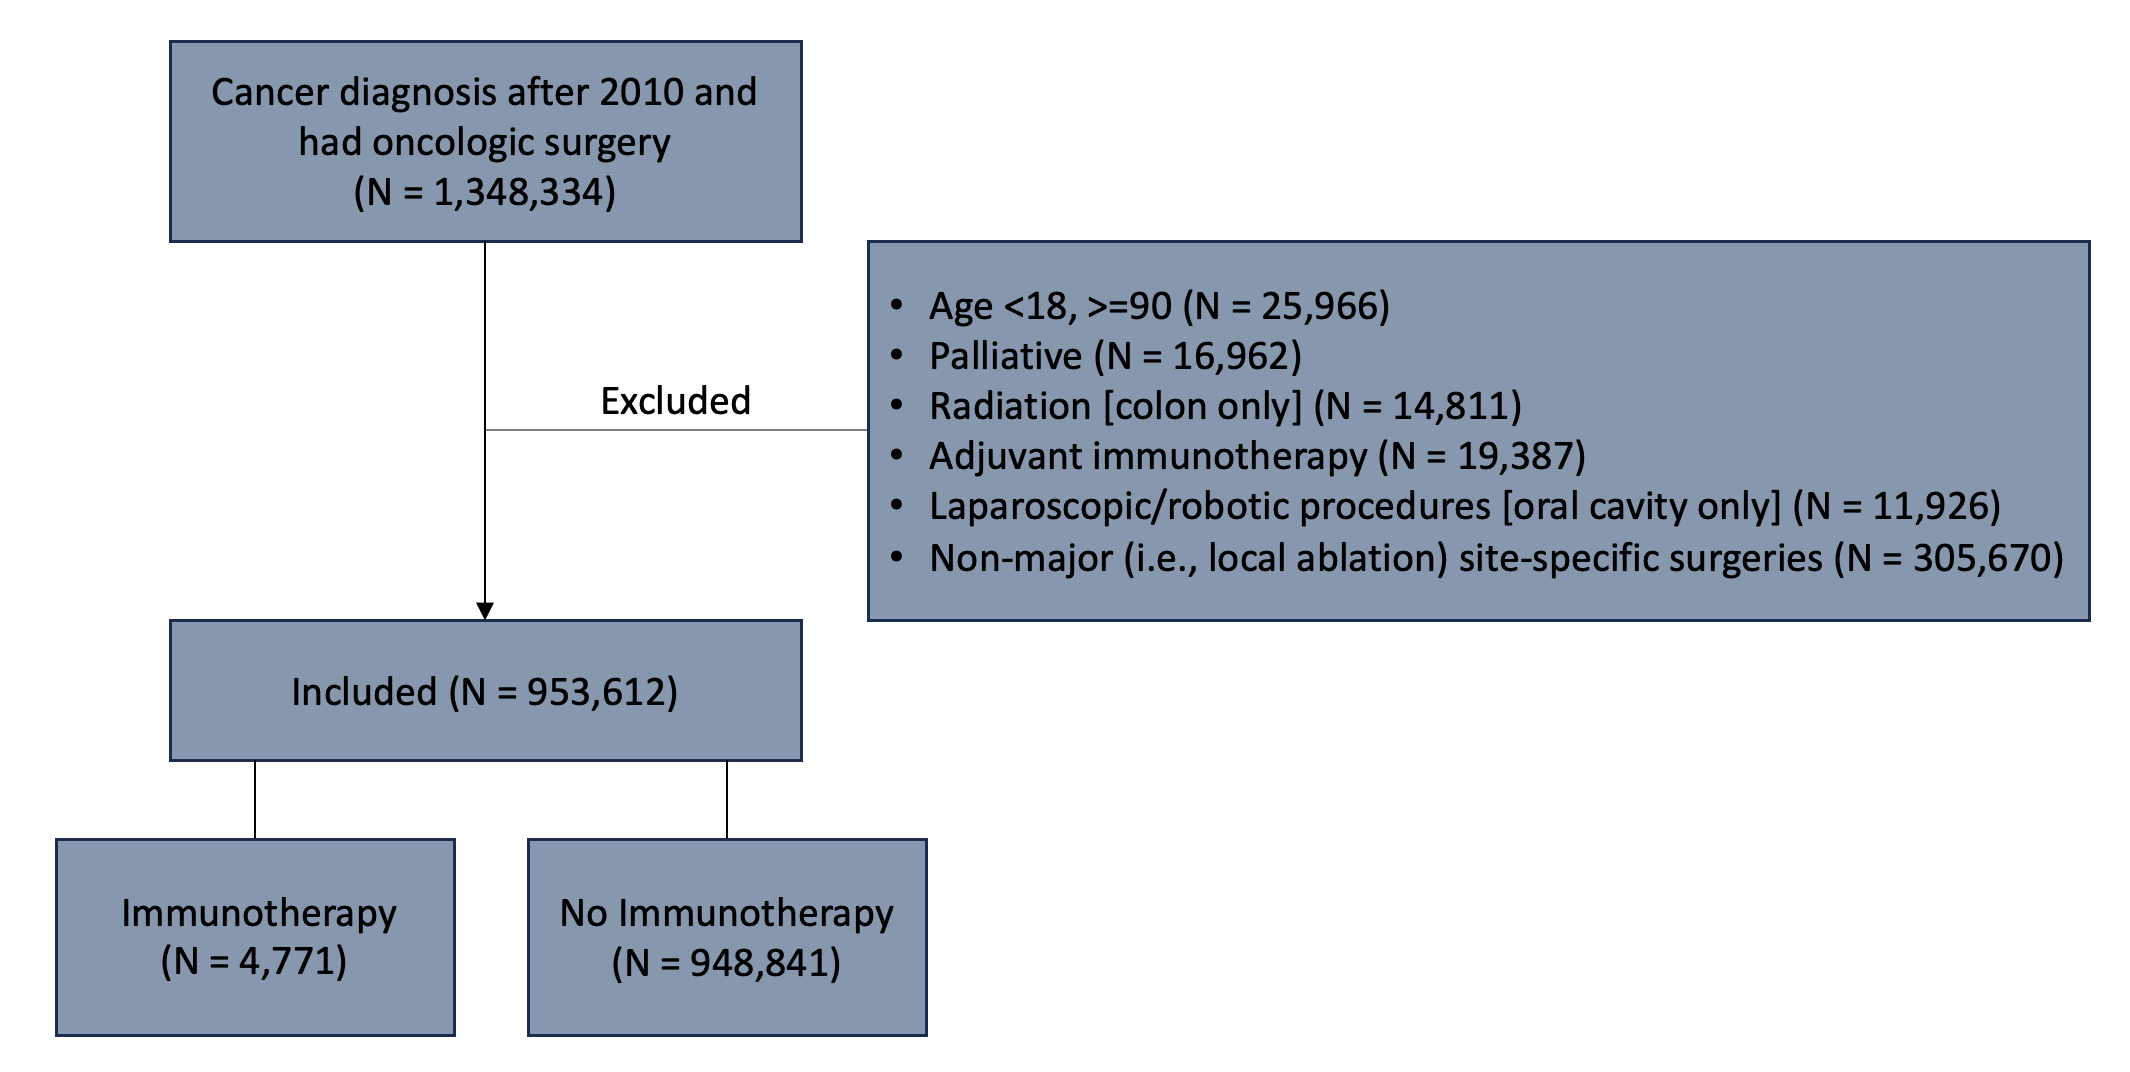 Cancer diagnosis after 2010 and
had oncologic surgery
(N = 1,348,334)
Excluded
• Age <18, >=90 (N = 25,966)
• Palliative (N = 16,962)
• Radiation [colon only] (N = 14,811)
• Adjuvant immunotherapy (N = 19,387)
• Laparoscopic/robotic procedures [oral cavity only] (N = 11,926)
• Non-major (i.e., local ablation) site-specific surgeries (N = 305,670)
Included (N = 953,612)
Immunotherapy
(N = 4,771)
No Immunotherapy
(N = 948,841)